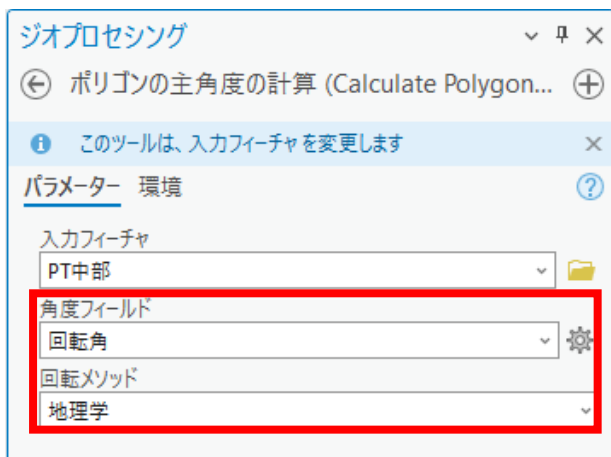 ジオプロセシング
ポリゴンの主角度の計算 (Calculate Polygon...
このツールは、入力フィーチャを変更します
パラメーター 環境
入力フィーチャ
PT中部
角度フィールド
回転角
回転メソッド
地理学